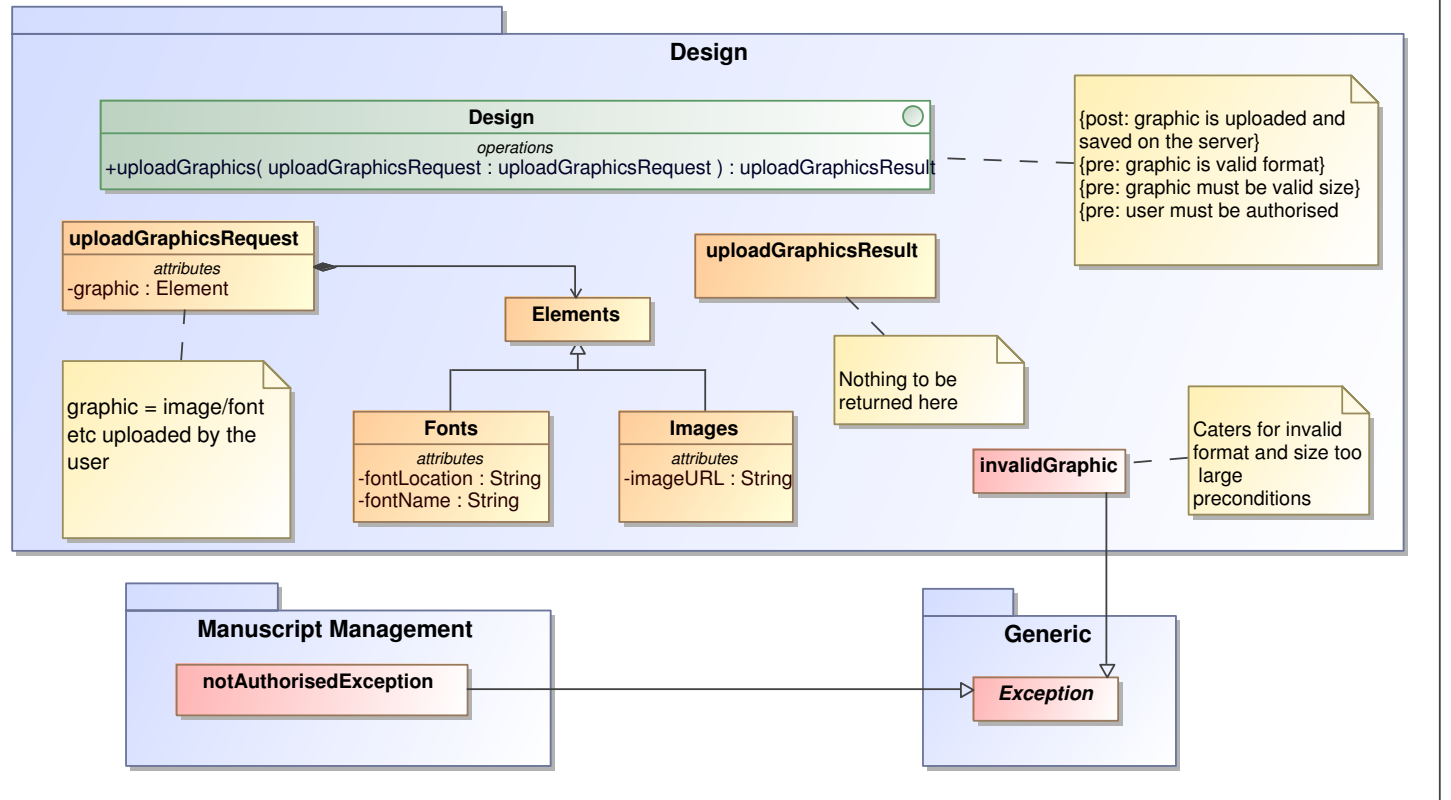 Design
Design
operations
+uploadGraphics( uploadGraphicsRequest : uploadGraphicsRequest ) : uploadGraphicsResult
{post: graphic is uploaded and
saved on the server}
{pre: graphic is valid format}
{pre: graphic must be valid size}
{pre: user must be authorised
uploadGraphicsRequest
attributes
-graphic : Element
uploadGraphicsResult
Elements
graphic = image/font
etc uploaded by the
user
Nothing to be
returned here
Fonts
attributes
-fontLocation : String
-fontName : String
Images
attributes
-imageURL : String
invalidGraphic
Caters for invalid
format and size too
large
preconditions
Manuscript Management
notAuthorisedException
Generic
Exception